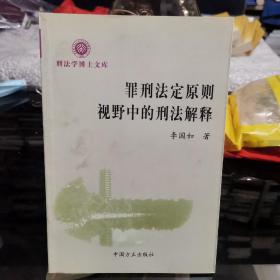 刑法学博士文库
罪刑法定原则
视野中的刑法解释
李国如 著
中国方正出版社